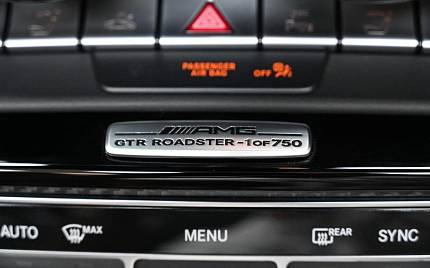 PASSENGER
AIR BAG OFF
AMG
GTR ROADSTER-1OF750
AUTO MAX MENU REAR SYNC